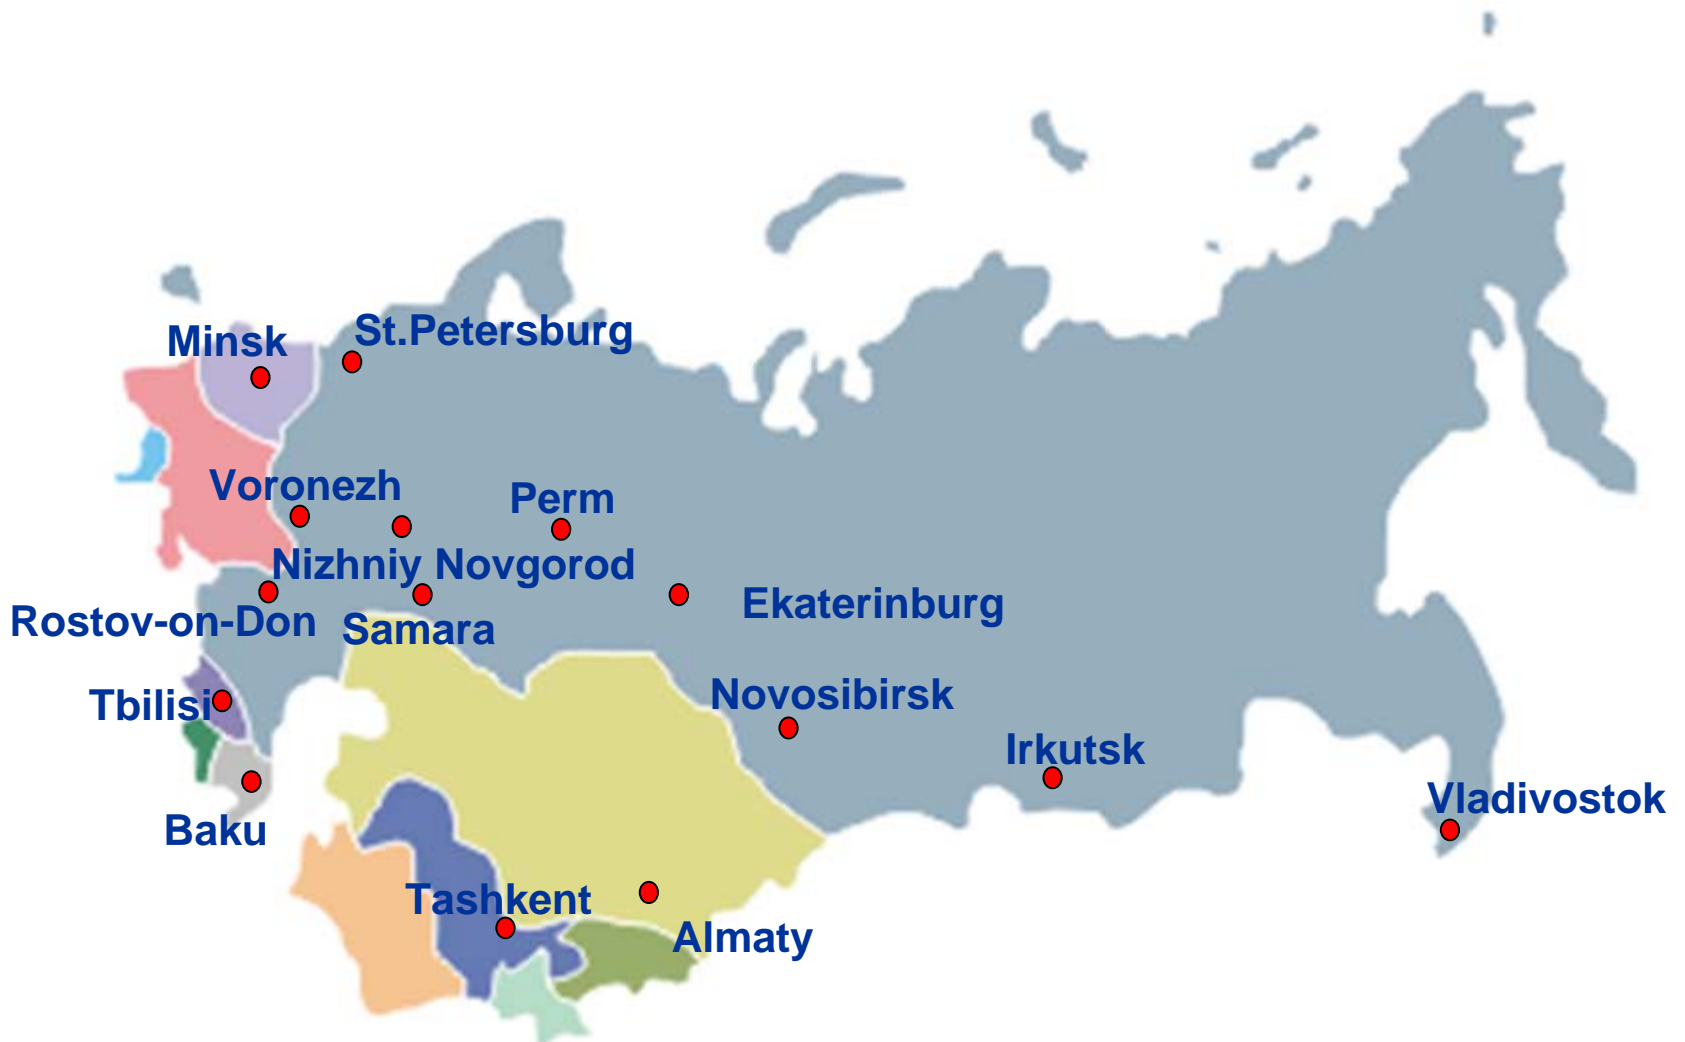 St.Petersburg
Minsk
Voronezh
Perm
Nizhniy Novgorod
Ekaterinburg
Rostov-on-Don
Samara
Tbilisi
Novosibirsk
Irkutsk
Vladivostok
Baku
Tashkent
Almaty